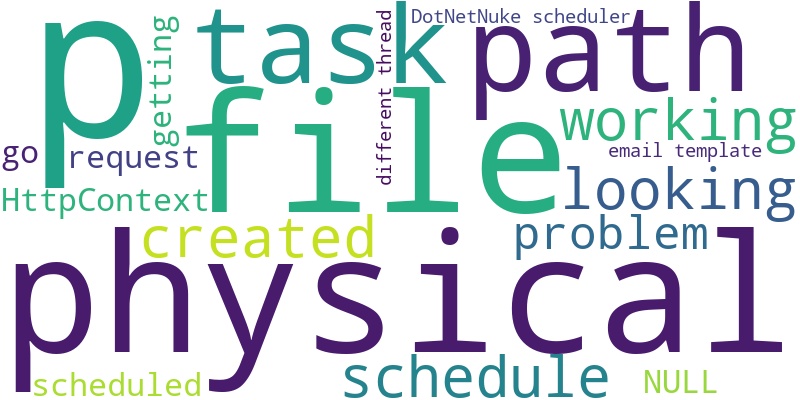 p
task
path
DotNetNuke scheduler
getting
different thread
file
working
go
request
email template
HttpContext
looking
created
problem
physical
scheduled
schedule
NULL